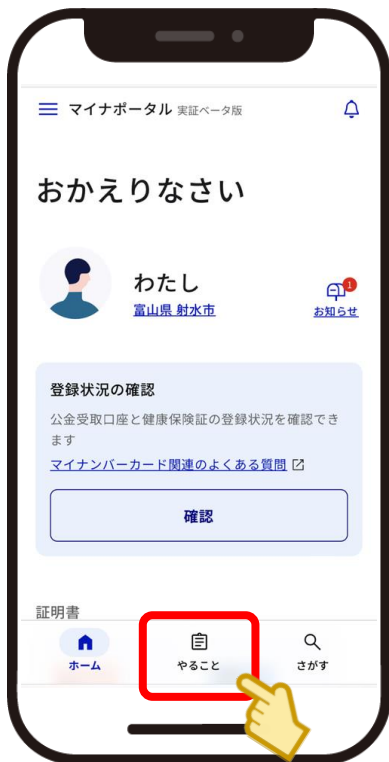 マイナポータル 実証ベータ版
おかえりなさい
わたし
富山県 射水市
1
お知らせ
登録状況の確認
公金受取口座と健康保険証の登録状況を確認でき
ます
マイナンバーカード関連のよくある質問
確認
証明書
ホーム
やること
さがす